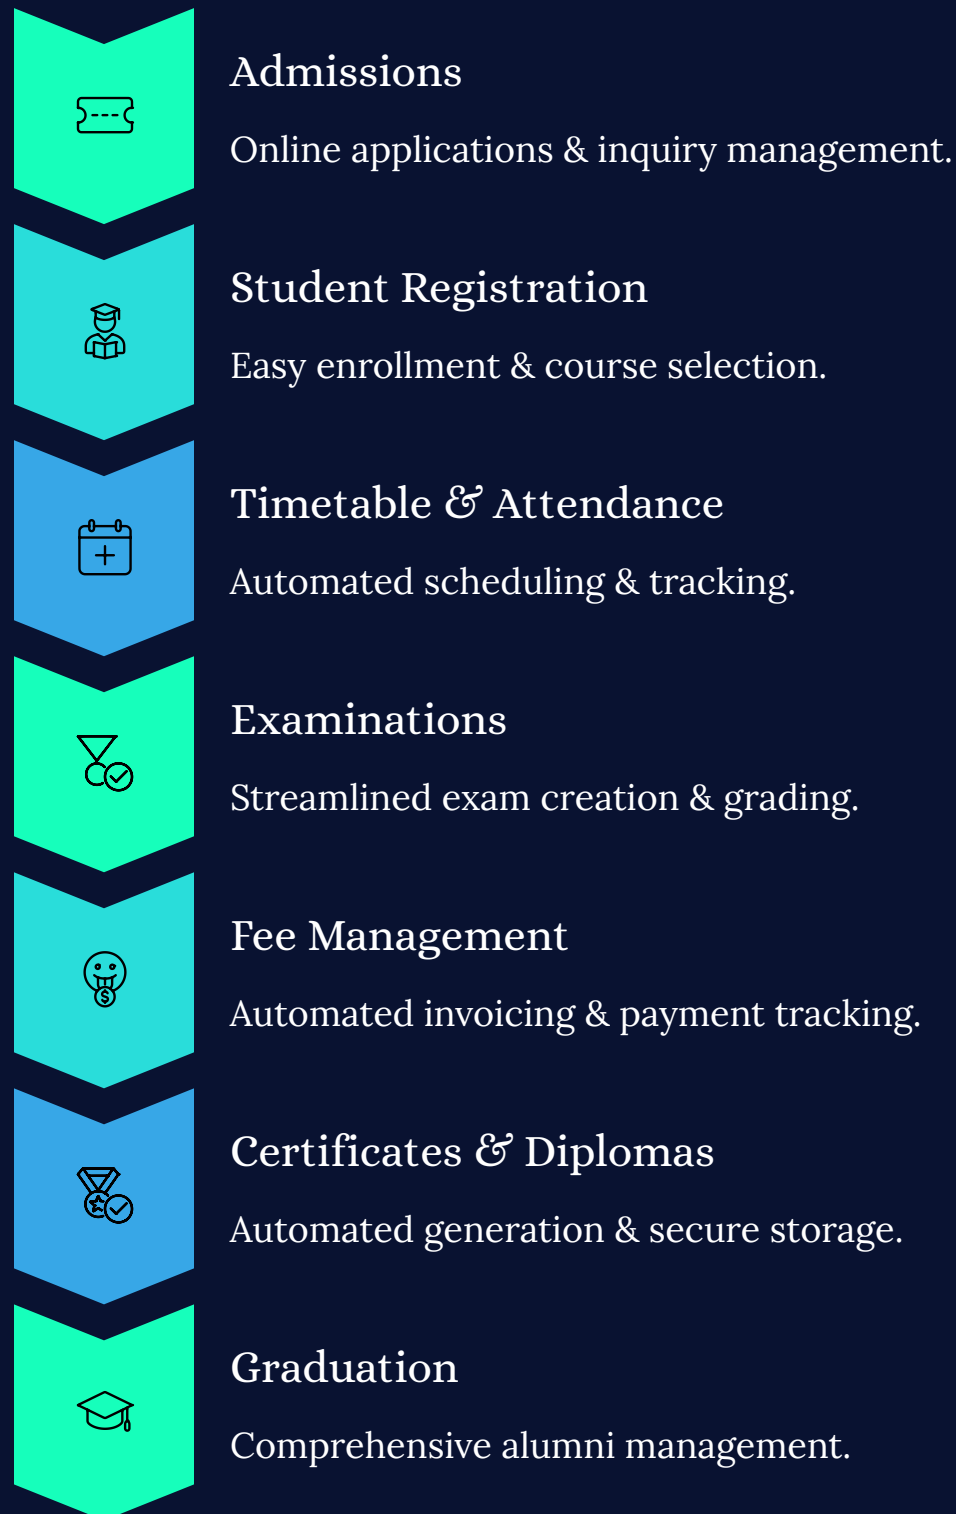 Admissions
Online applications & inquiry management.
Student Registration
Easy enrollment & course selection.
Timetable & Attendance
Automated scheduling & tracking.
Examinations
Streamlined exam creation & grading.
Fee Management
Automated invoicing & payment tracking.
Certificates & Diplomas
Automated generation & secure storage.
Graduation
Comprehensive alumni management.